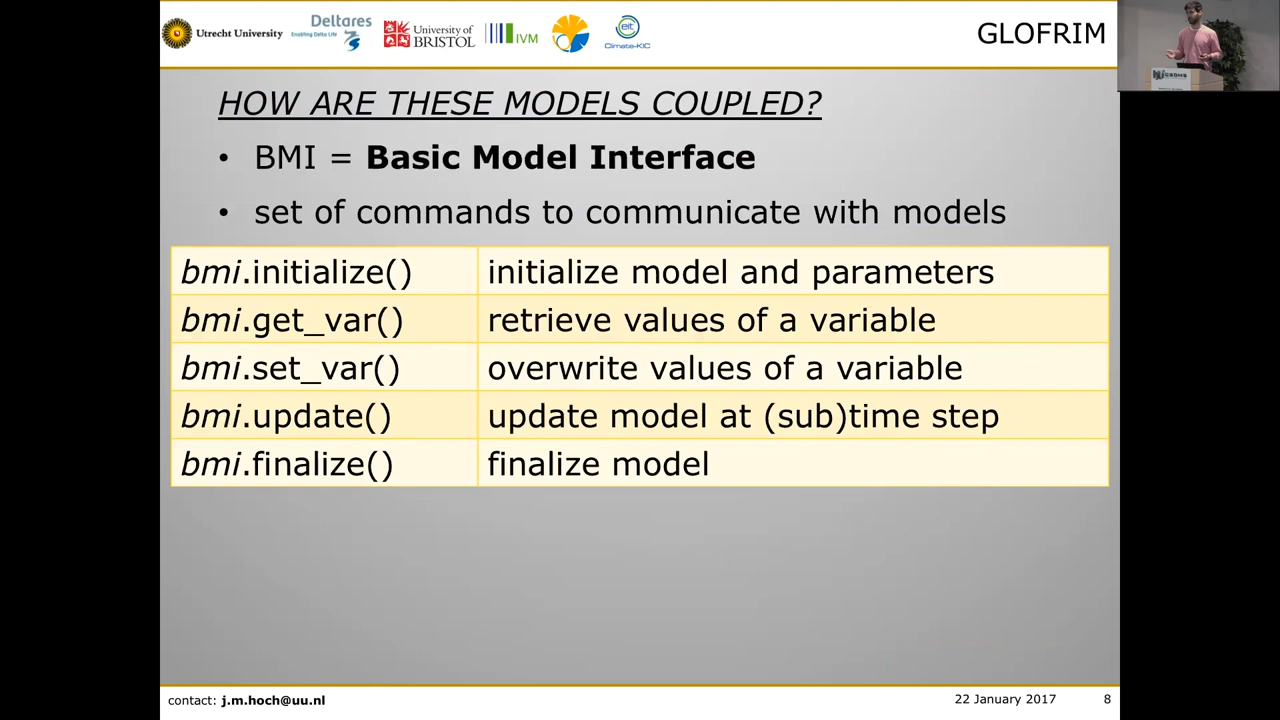 Utrecht University
Deltares
Enabling Delta Life
University of
BRISTOL
IVM
eit
Climate-KIC
GLOFRIM
CSDMS
HOW ARE THESE MODELS COUPLED?
• BMI = Basic Model Interface
• set of commands to communicate with models
bmi.initialize() initialize model and parameters
bmi.get_var() retrieve values of a variable
bmi.set_var() overwrite values of a variable
bmi.update() update model at (sub)time step
bmi.finalize() finalize model
contact: j.m.hoch@uu.nl
22 January 2017 8